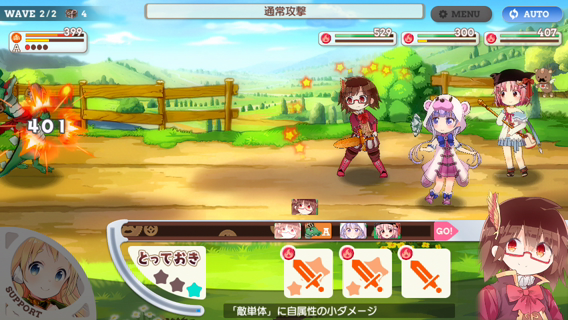 WAVE 2/2 4
通常攻撃
MENU
AUTO
399
A
529
300
407
401
A
GO!
とっておき
SUPPORT
「敵単体」に自属性の小ダメージ